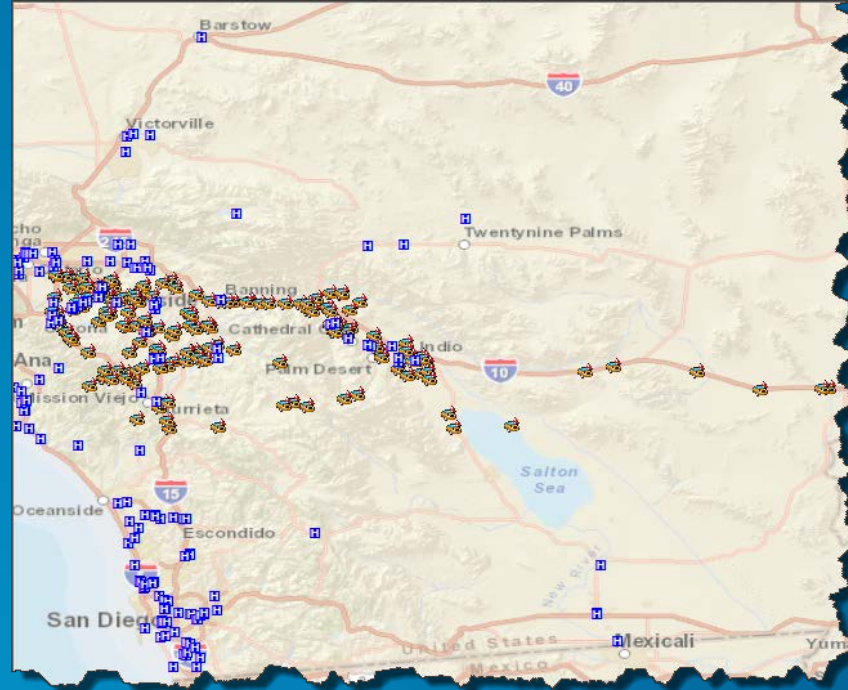 Barstow
40
Victorville
Twentynine Palms
Banning
Cathedral
Indio
10
Palm Desert
Ana
Mission Viejo
Murrieta
Salton
Sea
15
Oceanside
Escondido
New River
San Diego
United States
Mexicali
Mexico
Yum